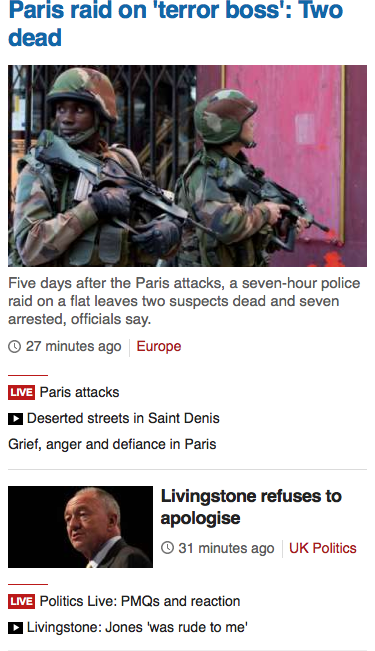 Paris raid on 'terror boss': Two
dead
Five days after the Paris attacks, a seven-hour police
raid on a flat leaves two suspects dead and seven
arrested, officials say.
27 minutes ago Europe
LIVE Paris attacks
Deserted streets in Saint Denis
Grief, anger and defiance in Paris
Livingstone refuses to
apologise
31 minutes ago UK Politics
LIVE Politics Live: PMQs and reaction
Livingstone: Jones 'was rude to me'